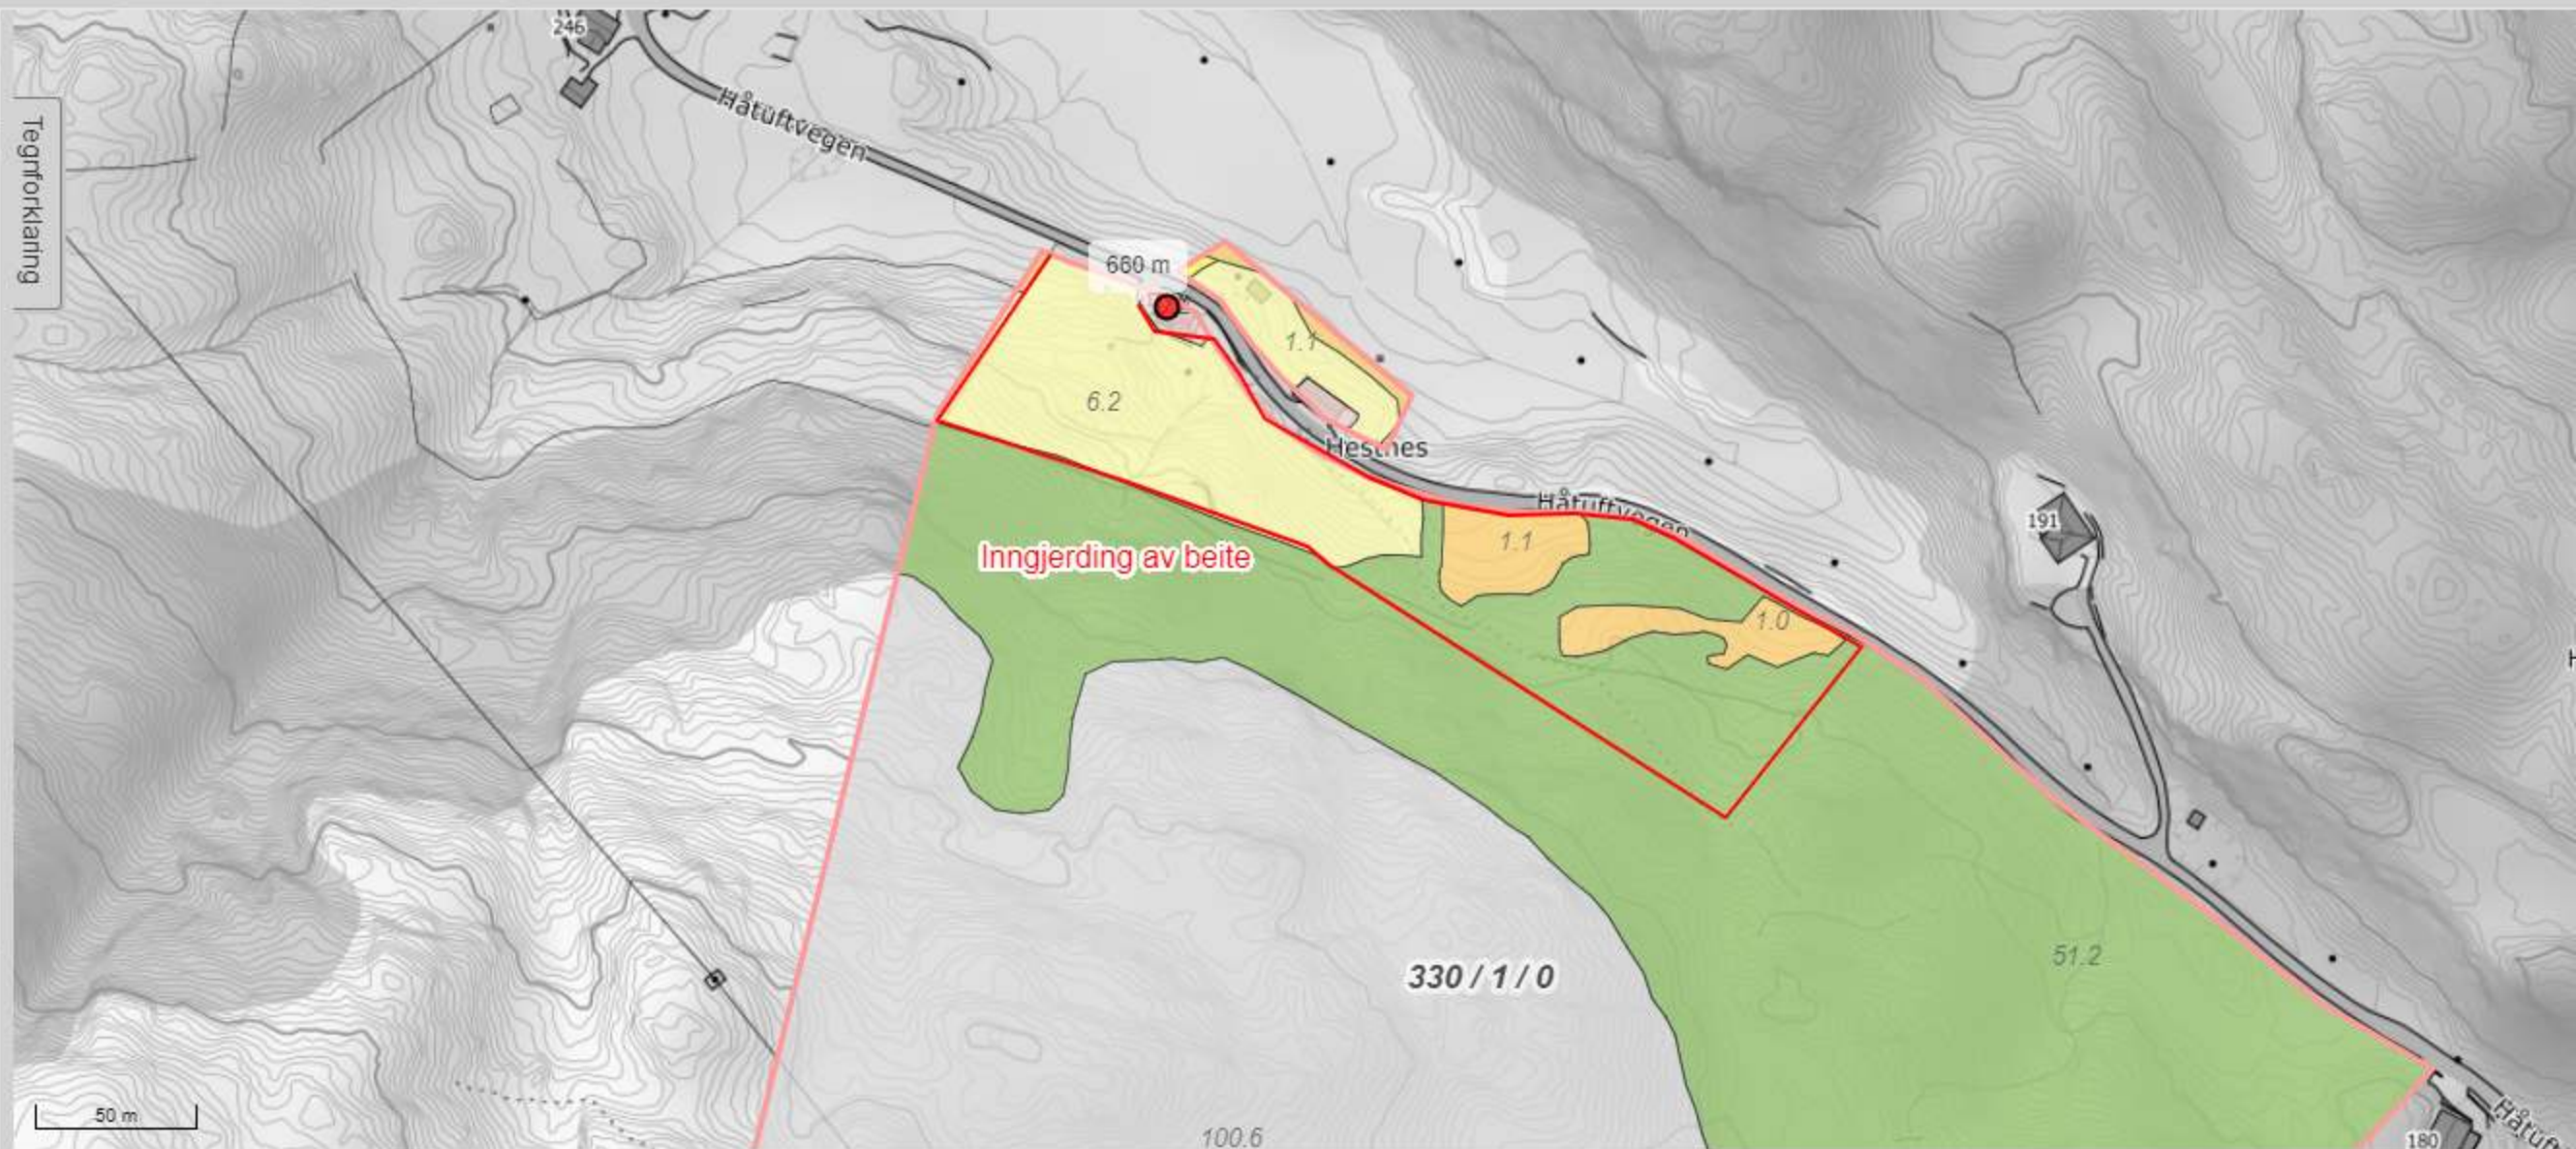 246
Håtuftvegen
Tegnforklaring
660 m
1.1
6.2
Hestnes
Håtuftvegen
191
1.1
Inngjerding av beite
1.0
H
51.2
330 / 1 / 0
50 m
100.6
180
Håtuft